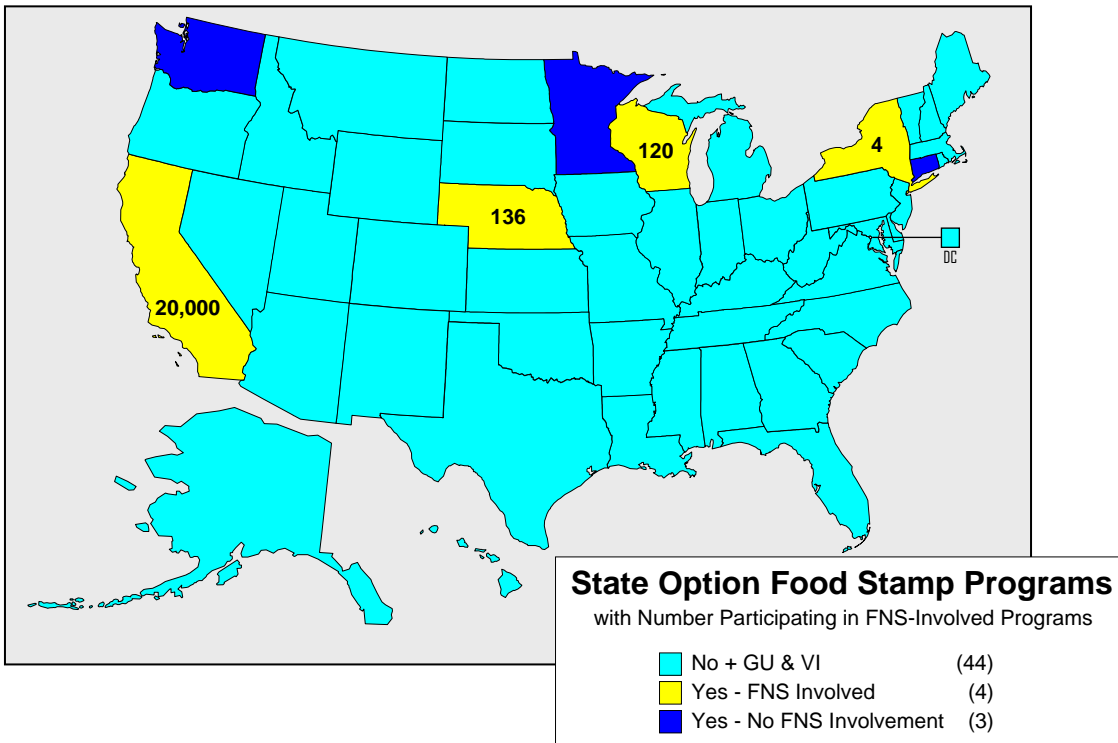 120
4
136
DC
20,000
State Option Food Stamp Programs
with Number Participating in FNS-Involved Programs
No + GU & VI (44)
Yes - FNS Involved (4)
Yes - No FNS Involvement (3)